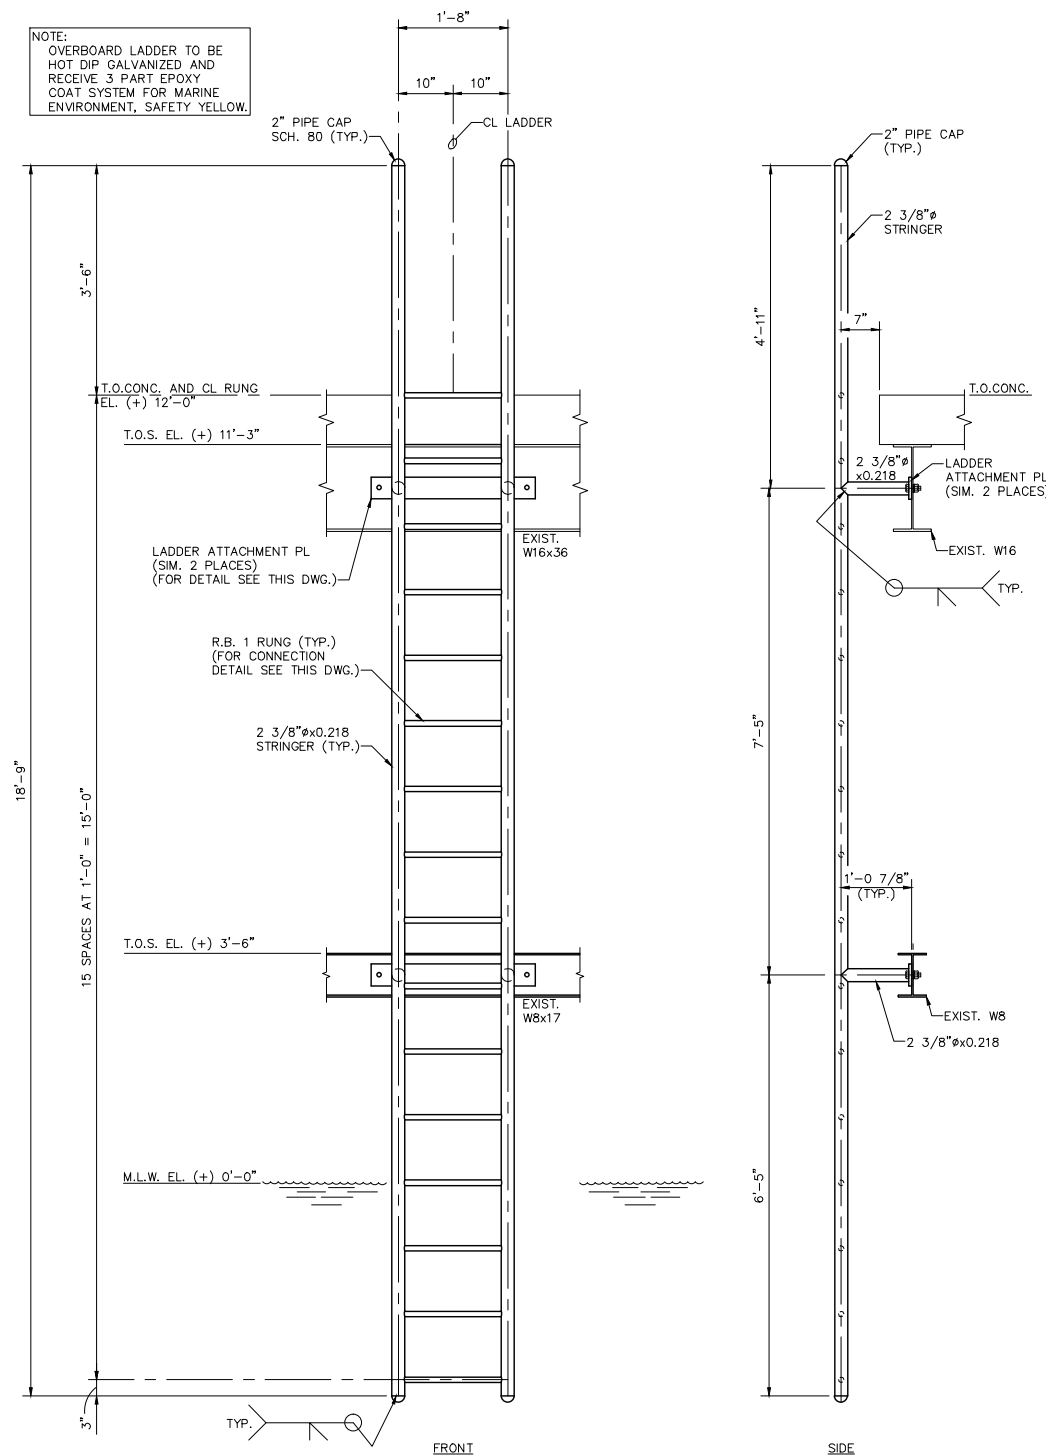 NOTE:
OVERBOARD LADDER TO BE
HOT DIP GALVANIZED AND
RECEIVE 3 PART EPOXY
COAT SYSTEM FOR MARINE
ENVIRONMENT, SAFETY YELLOW.
1'-8"
10" 10"
2" PIPE CAP
SCH. 80 (TYP.)
CL LADDER
3'-6"
T.O.CONC. AND CL RUNG
EL. (+) 12'-0"
T.O.S. EL. (+) 11'-3"
LADDER ATTACHMENT PL
(SIM. 2 PLACES)
(FOR DETAIL SEE THIS DWG.)
EXIST.
W16x36
R.B. 1 RUNG (TYP.)
(FOR CONNECTION
DETAIL SEE THIS DWG.)
2 3/8"øx0.218
STRINGER (TYP.)
18'-9"
15 SPACES AT 1'-0" = 15'-0"
T.O.S. EL. (+) 3'-6"
EXIST.
W8x17
M.L.W. EL. (+) 0'-0"
3"
TYP.
FRONT
2" PIPE CAP
(TYP.)
2 3/8"ø
STRINGER
4'-11"
7"
T.O.CONC.
2 3/8"ø
x0.218
LADDER
ATTACHMENT PL
(SIM. 2 PLACES)
EXIST. W16
TYP.
7'-5"
1'-0 7/8"
(TYP.)
EXIST. W8
2 3/8"øx0.218
6'-5"
SIDE